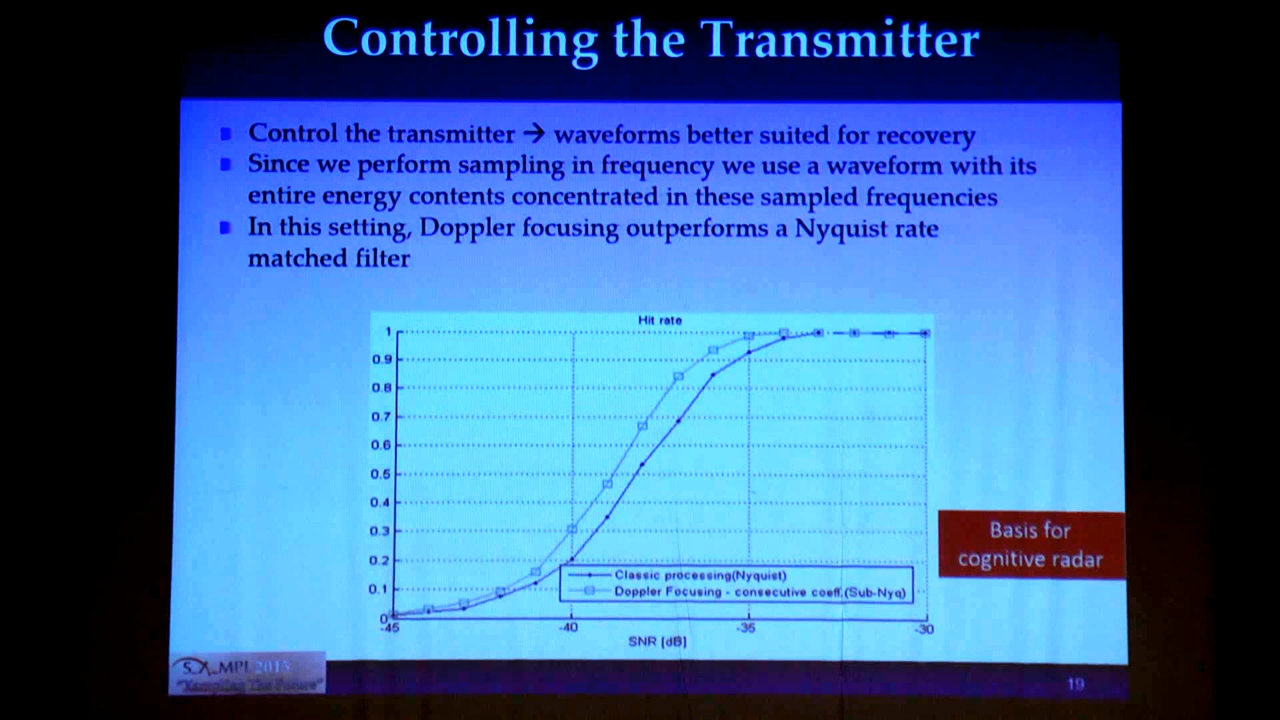 Controlling the Transmitter
Control the transmitter → waveforms better suited for recovery
Since we perform sampling in frequency we use a waveform with its
entire energy contents concentrated in these sampled frequencies
In this setting, Doppler focusing outperforms a Nyquist rate
matched filter
Hit rate
1
0.9
0.8
0.7
0.6
0.5
0.4
0.3
0.2
0.1
0
-45
-40
-35
-30
SNR [dB]
Classic processing(Nyquist)
Doppler Focusing - consecutive coeff.(Sub-Nyq)
Basis for
cognitive radar
"Xampling The Future"
19